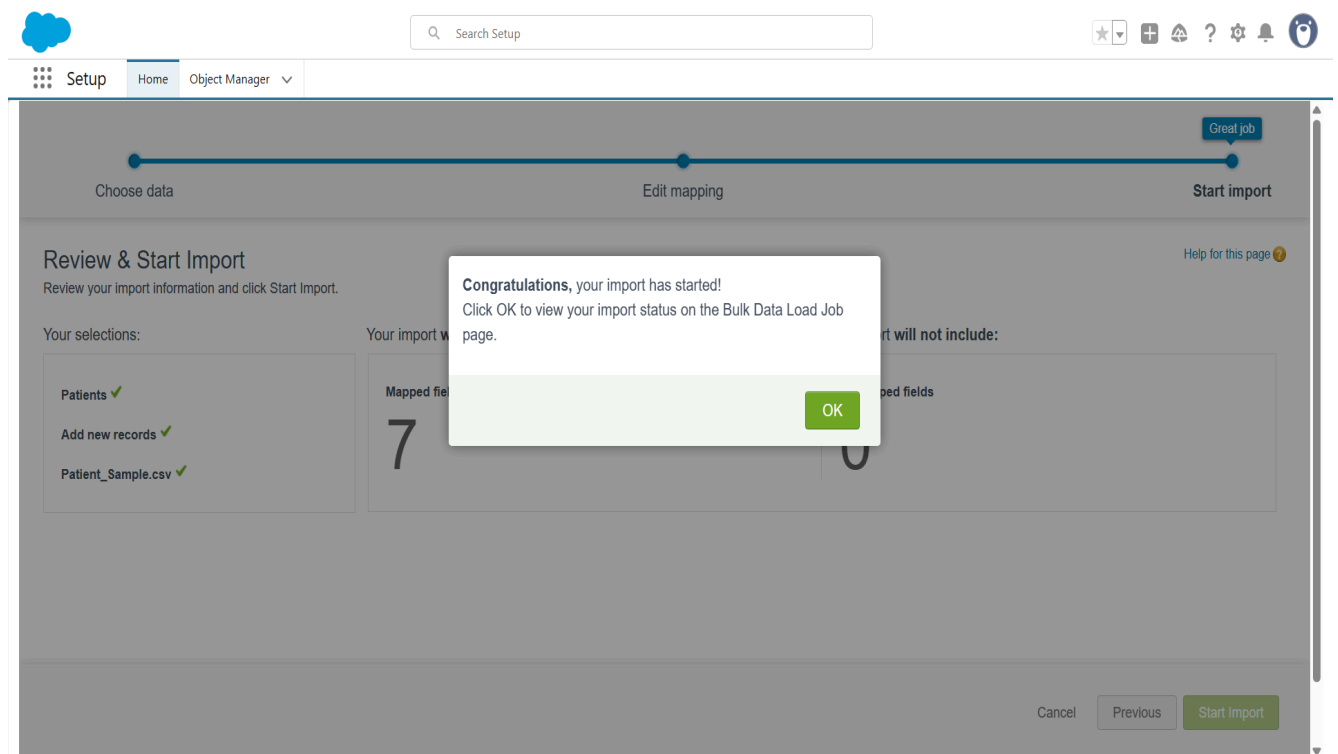 Search Setup
Setup
Home
Object Manager
Great job
Choose data
Edit mapping
Start import
Review & Start Import
Help for this page
Review your import information and click Start Import.
Congratulations, your import has started!
Click OK to view your import status on the Bulk Data Load Job
page.
OK
Your selections:
Your import
will not include:
Patients
Add new records
Patient_Sample.csv
Mapped
7
fields
0
Cancel
Previous
Start Import